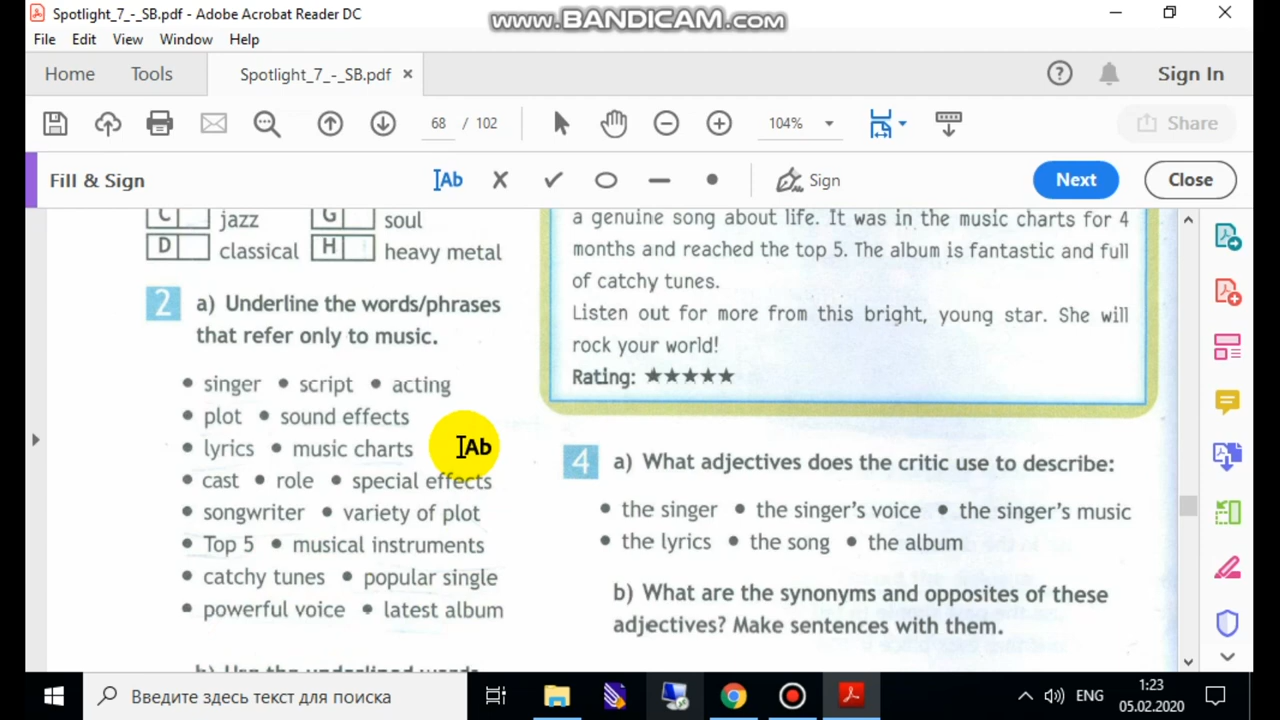 Spotlight_7_-_SB.pdf - Adobe Acrobat Reader DC
www.BANDICAM.com
File Edit View Window Help
Home Tools Spotlight_7_-_SB.pdf × Sign In
68 / 102 104% Share
Fill & Sign Ab Sign Next Close
C jazz G soul
D classical H heavy metal
2 a) Underline the words/phrases
that refer only to music.
• singer • script • acting
• plot • sound effects
• lyrics • music charts
Ab
• cast • role • special effects
• songwriter • variety of plot
• Top 5 • musical instruments
• catchy tunes • popular single
• powerful voice • latest album
a genuine song about life. It was in the music charts for 4
months and reached the top 5. The album is fantastic and full
of catchy tunes.
Listen out for more from this bright, young star. She will
rock your world!
Rating: ★★★★★
4 a) What adjectives does the critic use to describe:
• the singer • the singer's voice • the singer's music
• the lyrics • the song • the album
b) What are the synonyms and opposites of these
adjectives? Make sentences with them.
Введите здесь текст для поиска
ENG
1:23
05.02.2020